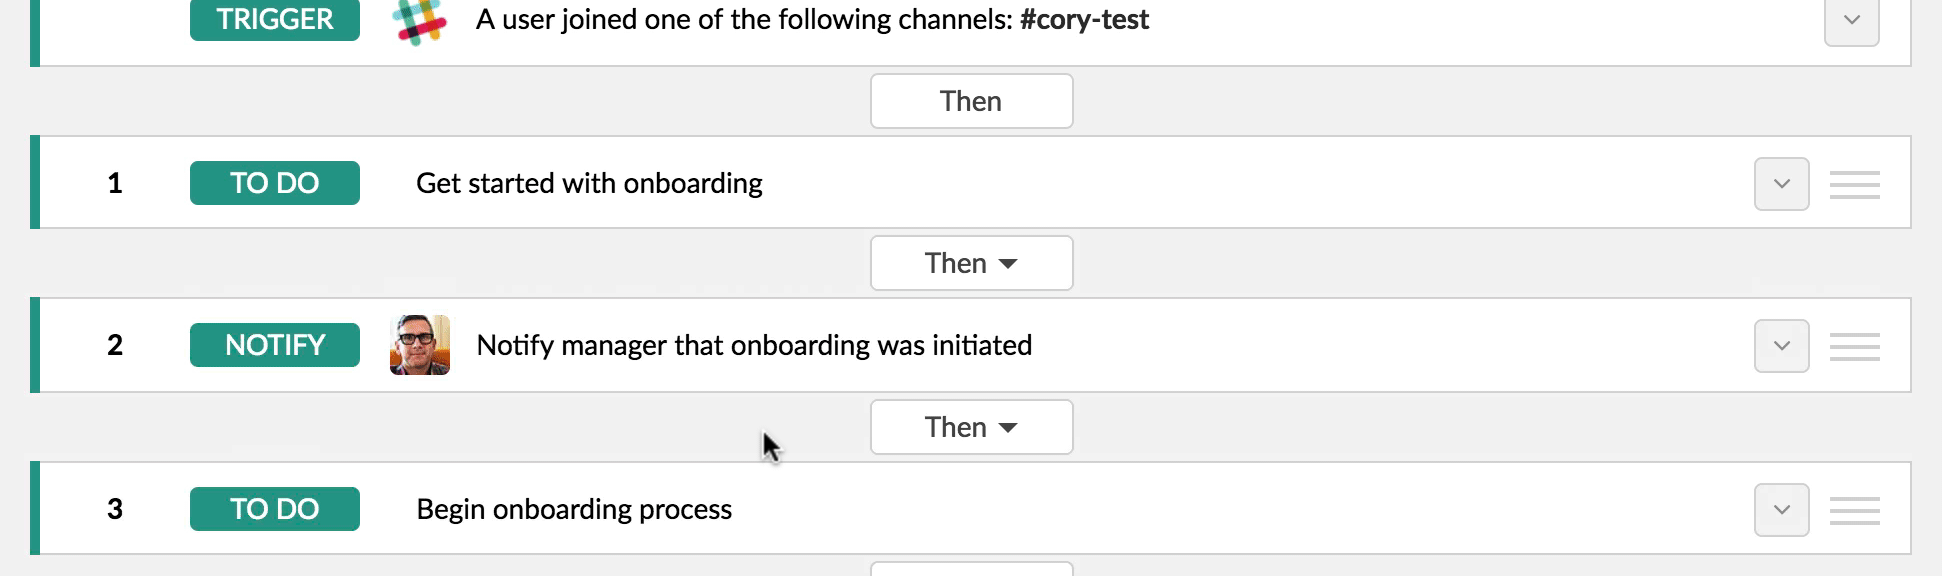 TRIGGER A user joined one of the following channels: #cory-test
Then
1 TO DO Get started with onboarding
Then
2 NOTIFY Notify manager that onboarding was initiated
Then
3 TO DO Begin onboarding process